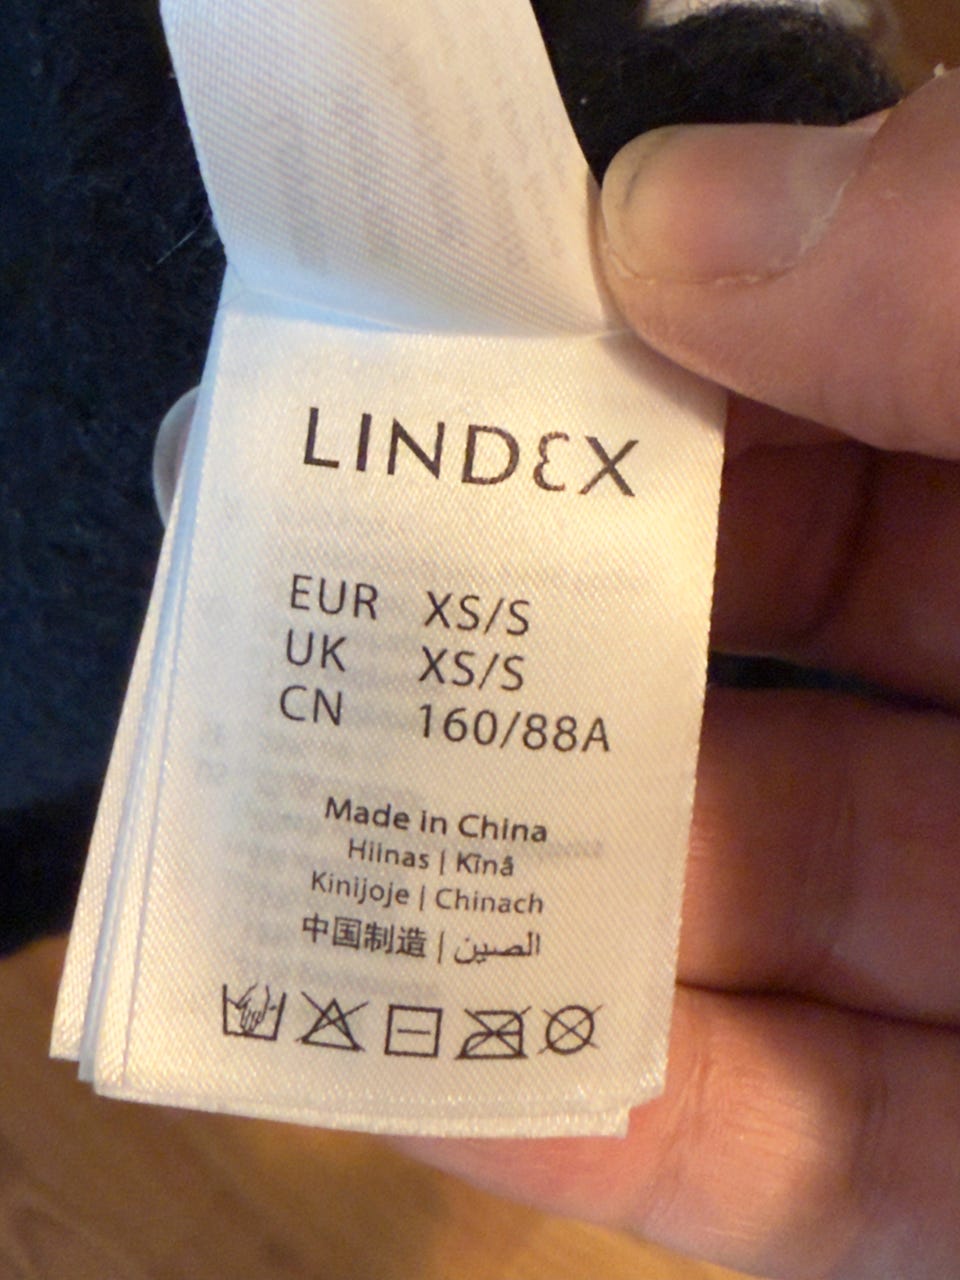 LINDEX
EUR XS/S
UK XS/S
CN 160/88A
Made in China
Hiinas | Kīnā
Kinijoje | Chinach
中国制造 | الصين